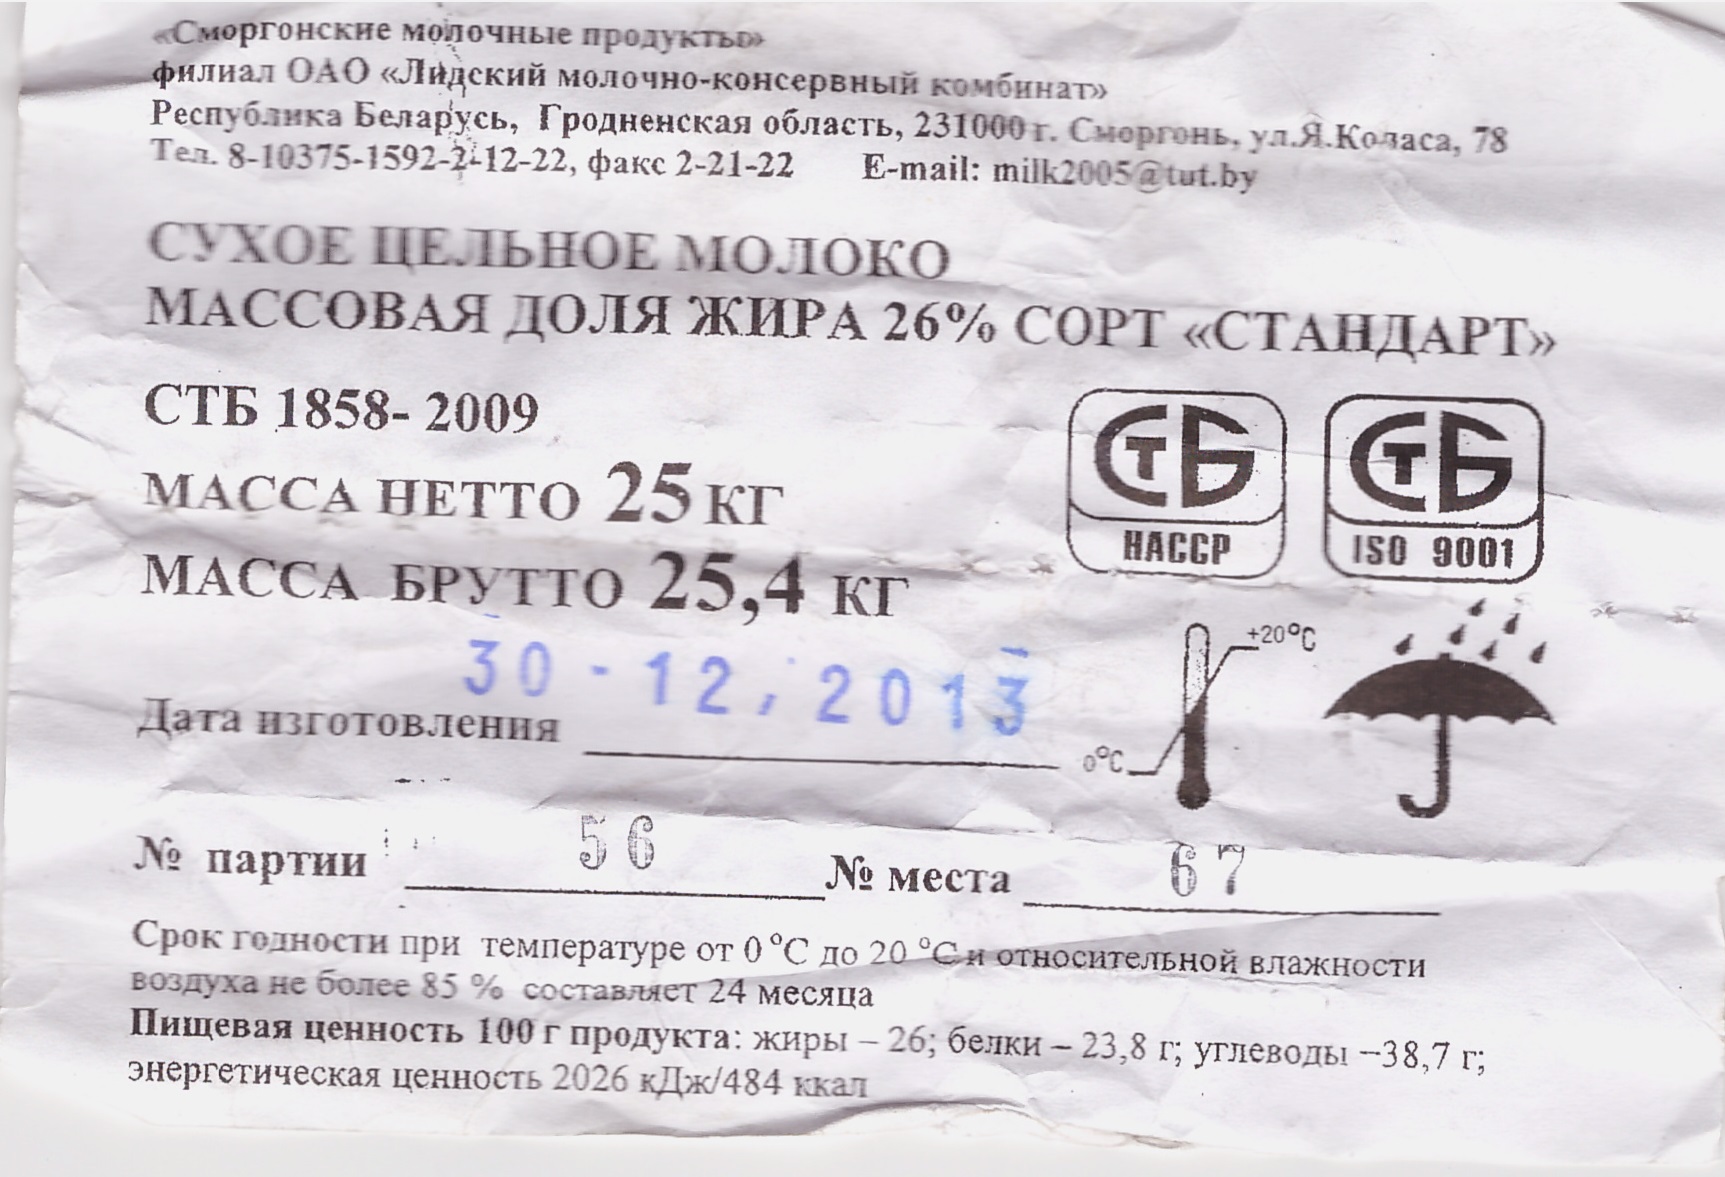 «Сморгонские молочные продукты»
филиал ОАО «Лидский молочно-консервный комбинат»
Республика Беларусь, Гродненская область, 231000 г. Сморгонь, ул.Я.Коласа, 78
Тел. 8-10375-1592-2-12-22, факс 2-21-22 E-mail: milk2005@tut.by
СУХОЕ ЦЕЛЬНОЕ МОЛОКО
МАССОВАЯ ДОЛЯ ЖИРА 26% СОРТ «СТАНДАРТ»
СТБ 1858- 2009
МАССА НЕТТО 25 КГ
МАССА БРУТТО 25,4 КГ
СТБ
HACCP
СТБ
ISO 9001
+20°C
0°C
Дата изготовления 30-12.2013
№ партии 56 № места 67
Срок годности при температуре от 0 °С до 20 °С и относительной влажности
воздуха не более 85 % составляет 24 месяца
Пищевая ценность 100 г продукта: жиры – 26; белки – 23,8 г; углеводы –38,7 г;
энергетическая ценность 2026 кДж/484 ккал